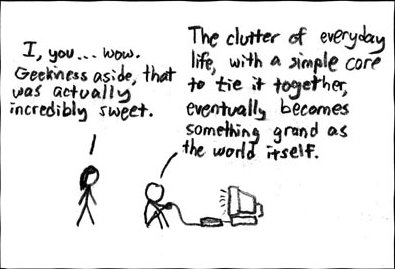 I, you... wow.
Geekiness aside, that
was actually
incredibly sweet.
The clutter of everyday
life, with a simple core
to tie it together,
eventually becomes
something grand as
the world itself.